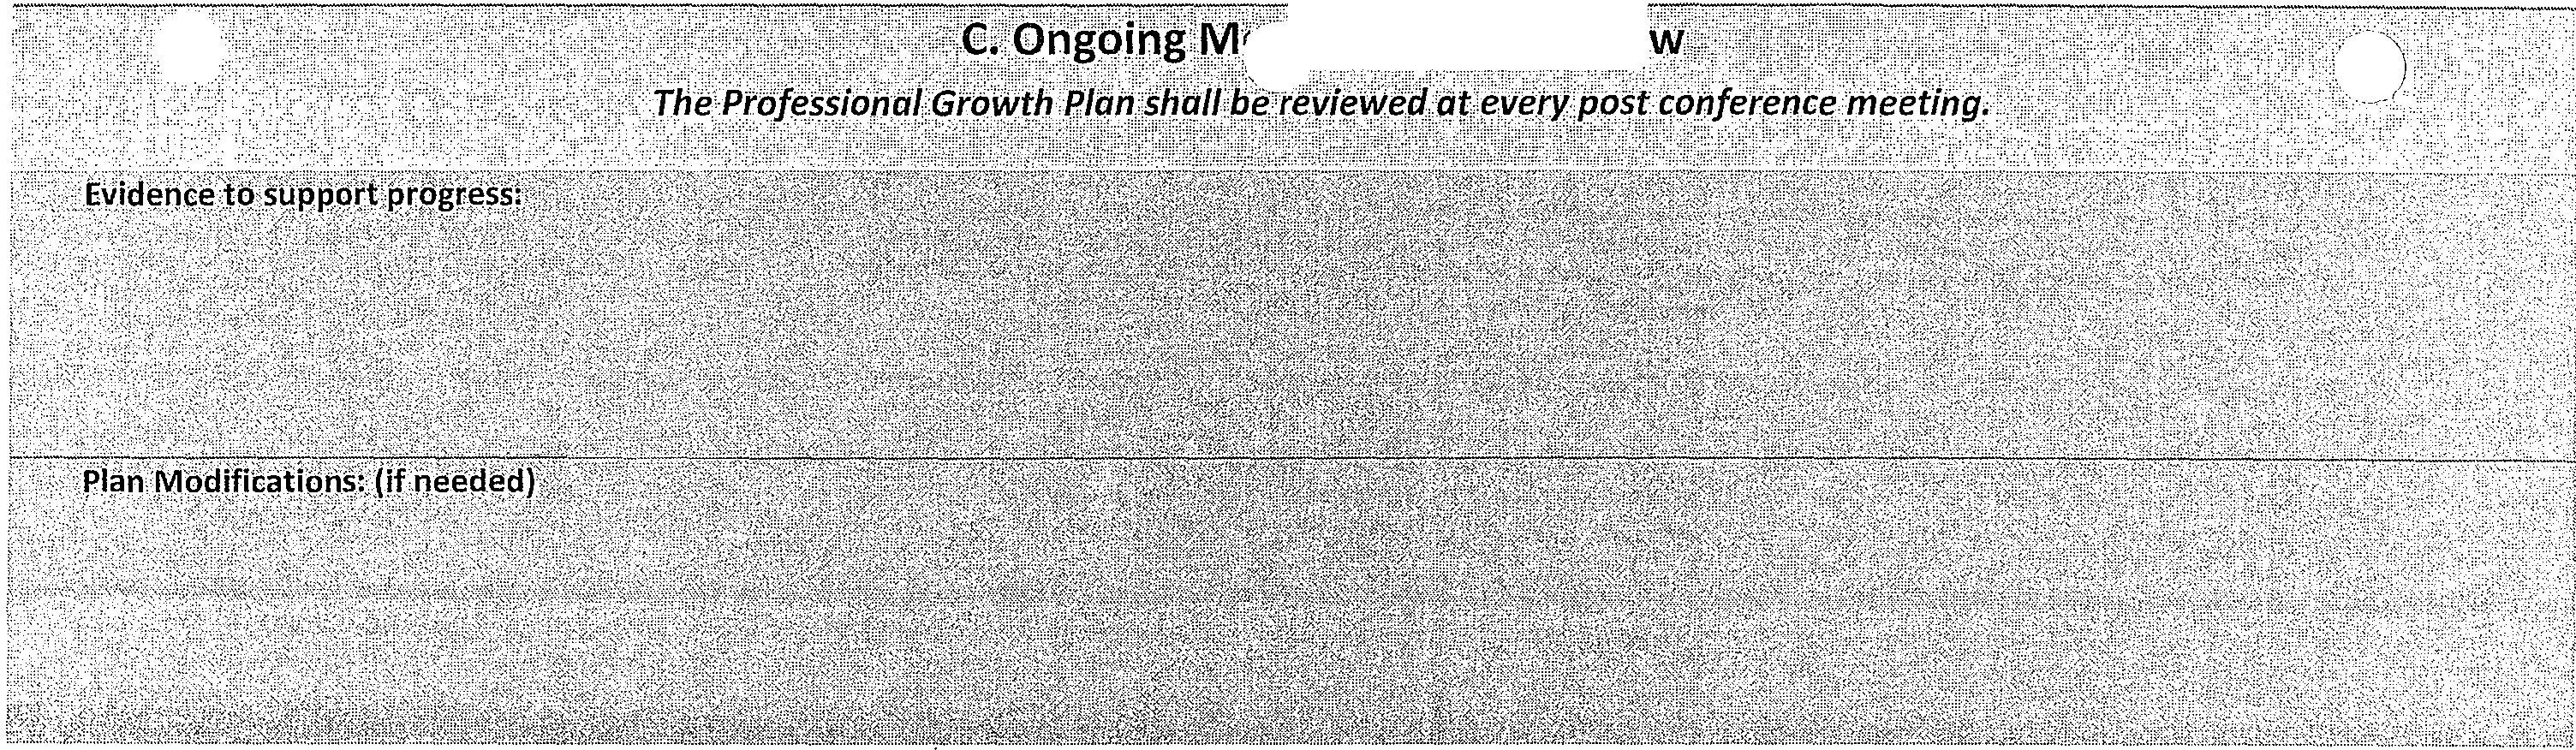 C. Ongoing
The Professional Growth Plan shall be reviewed at every post conference meeting.
Evidence to support progress:
Plan Modifications: (if needed)